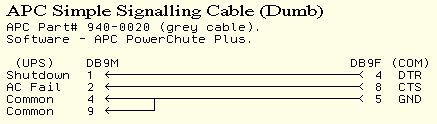 APC Simple Signalling Cable (Dumb)
APC Part# 940-0020 (grey cable).
Software - APC PowerChute Plus.
(UPS) DB9M DB9F (COM)
Shutdown 1 4 DTR
AC Fail 2 8 CTS
Common 4 5 GND
Common 9